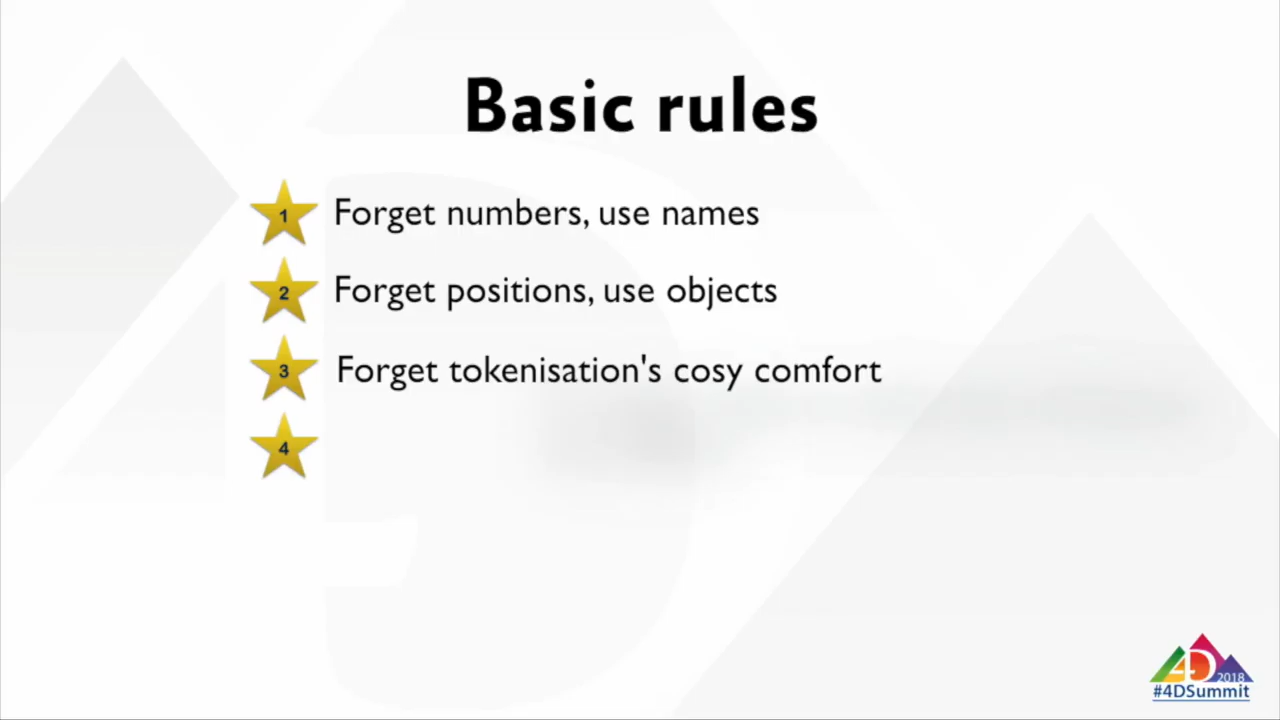 Basic rules
1 Forget numbers, use names
2 Forget positions, use objects
3 Forget tokenisation's cosy comfort
4
4D
2018
#4DSummit